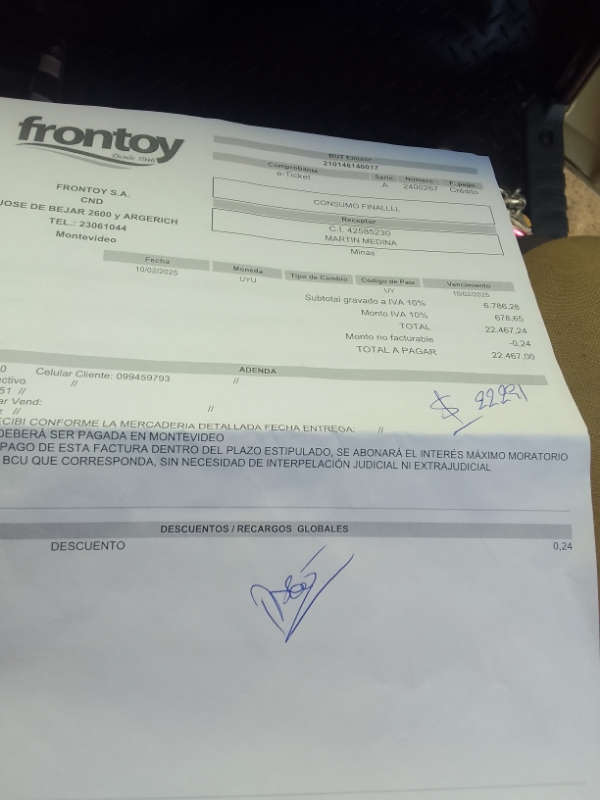 frontoy
Desde 1946
FRONTOY S.A.
CND
JOSE DE BEJAR 2600 y ARGERICH
TEL.: 23061044
Montevideo
RUT Emisor
210148140017
Comprobante Serie Número F. pago
e-Ticket A 2400267 Crédito
CONSUMO FINALLLL
Receptor
C.I. 42585230
MARTIN MEDINA
Minas
Fecha Moneda Tipo de Cambio Código de País Vencimiento
10/02/2025 UYU UY 10/02/2025
Subtotal gravado a IVA 10% 6.786,28
Monto IVA 10% 678,65
TOTAL 22.467,24
Monto no facturable -0,24
TOTAL A PAGAR 22.467,00
ADENDA
0 Celular Cliente: 099459793 //
ctivo //
51 //
ar Vend: //
//
$ 22291
ECIBI CONFORME LA MERCADERIA DETALLADA FECHA ENTREGA: //
DEBERÁ SER PAGADA EN MONTEVIDEO
PAGO DE ESTA FACTURA DENTRO DEL PLAZO ESTIPULADO, SE ABONARÁ EL INTERÉS MÁXIMO MORATORIO
BCU QUE CORRESPONDA, SIN NECESIDAD DE INTERPELACIÓN JUDICIAL NI EXTRAJUDICIAL
DESCUENTOS / RECARGOS GLOBALES
DESCUENTO 0,24